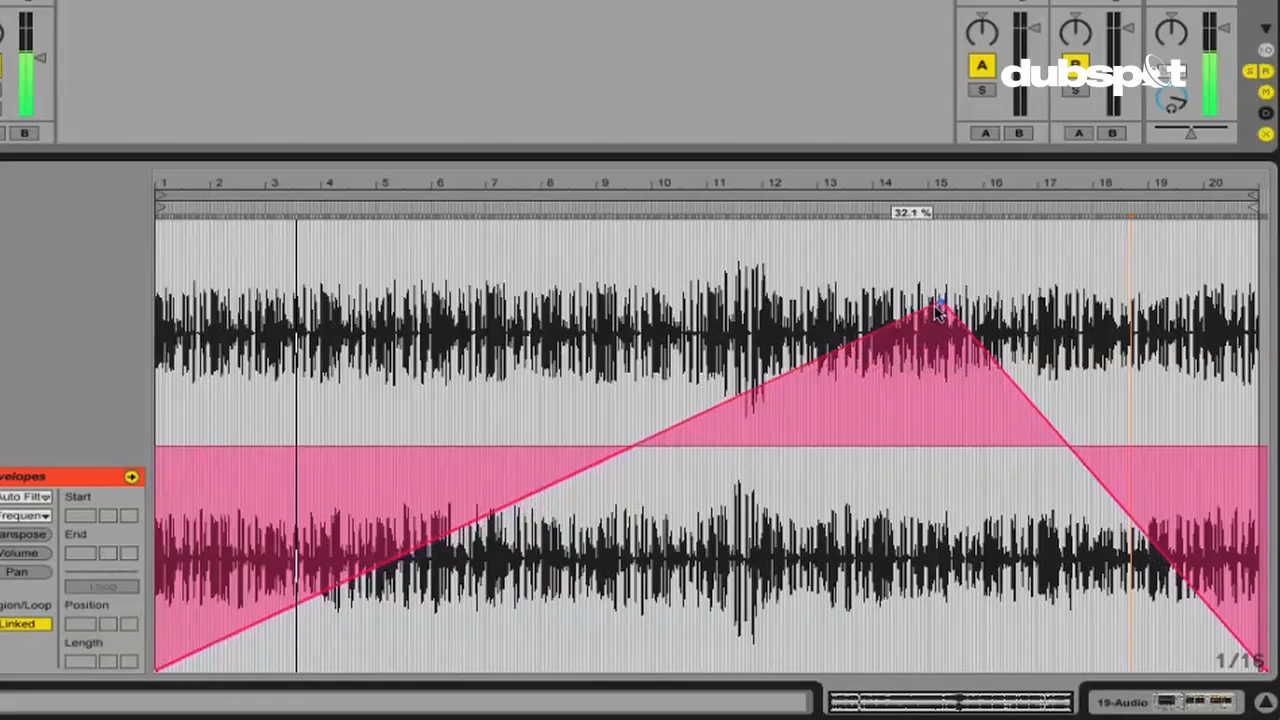 dubspot
A
S
S
A B
A B
B
S R
M
D
X
1 2 3 4 5 6 7 8 9 10 11 12 13 14 15 16 17 18 19 20
32.1 %
velopes
Auto Filt
Start
Frequen
anspose
End
Volume
Pan
Loop
gion/Loop
Position
Linked
Length
1/16
19-Audio